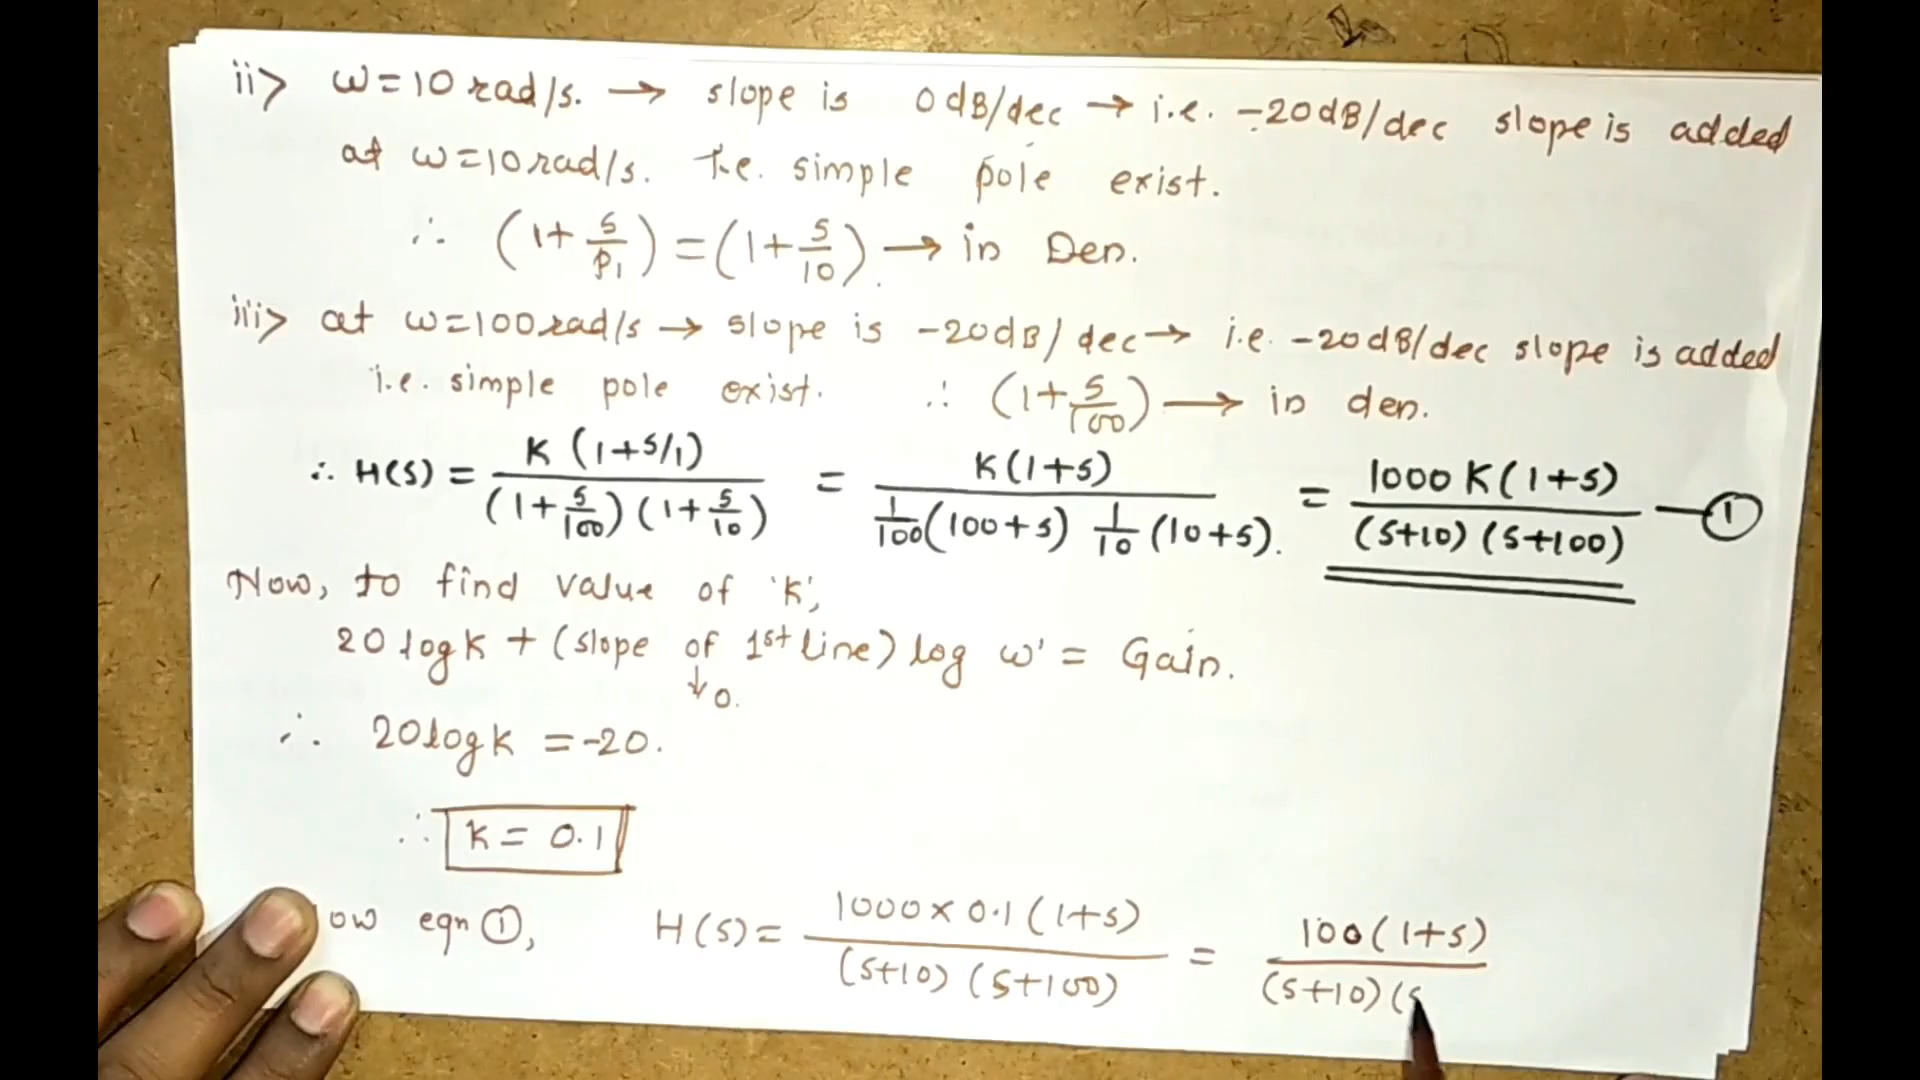 ii> ω=10 rad/s. → slope is 0dB/dec → i.e. -20dB/dec slope is added
at ω=10rad/s. I.e. simple pole exist.
∴ (1+s/P₁) = (1+s/10) → in Den.
iii> at ω=100rad/s → slope is -20dB/dec → i.e. -20dB/dec slope is added
i.e. simple pole exist. ∴ (1+s/100) → in den.
∴ H(s) = K(1+s/1) / (1+s/100)(1+s/10) = K(1+s) / 1/100(100+s) 1/10(10+s). = 1000 K(1+s) / (s+10)(s+100) — ①
Now, to find value of 'K',
20 log K + (slope of 1st line) log ω' = Gain.
↓0.
∴ 20logK = -20.
∴ K = 0.1
ow eqn ①, H(s) = 1000 × 0.1(1+s) / (s+10)(s+100) = 100(1+s) / (s+10)(s